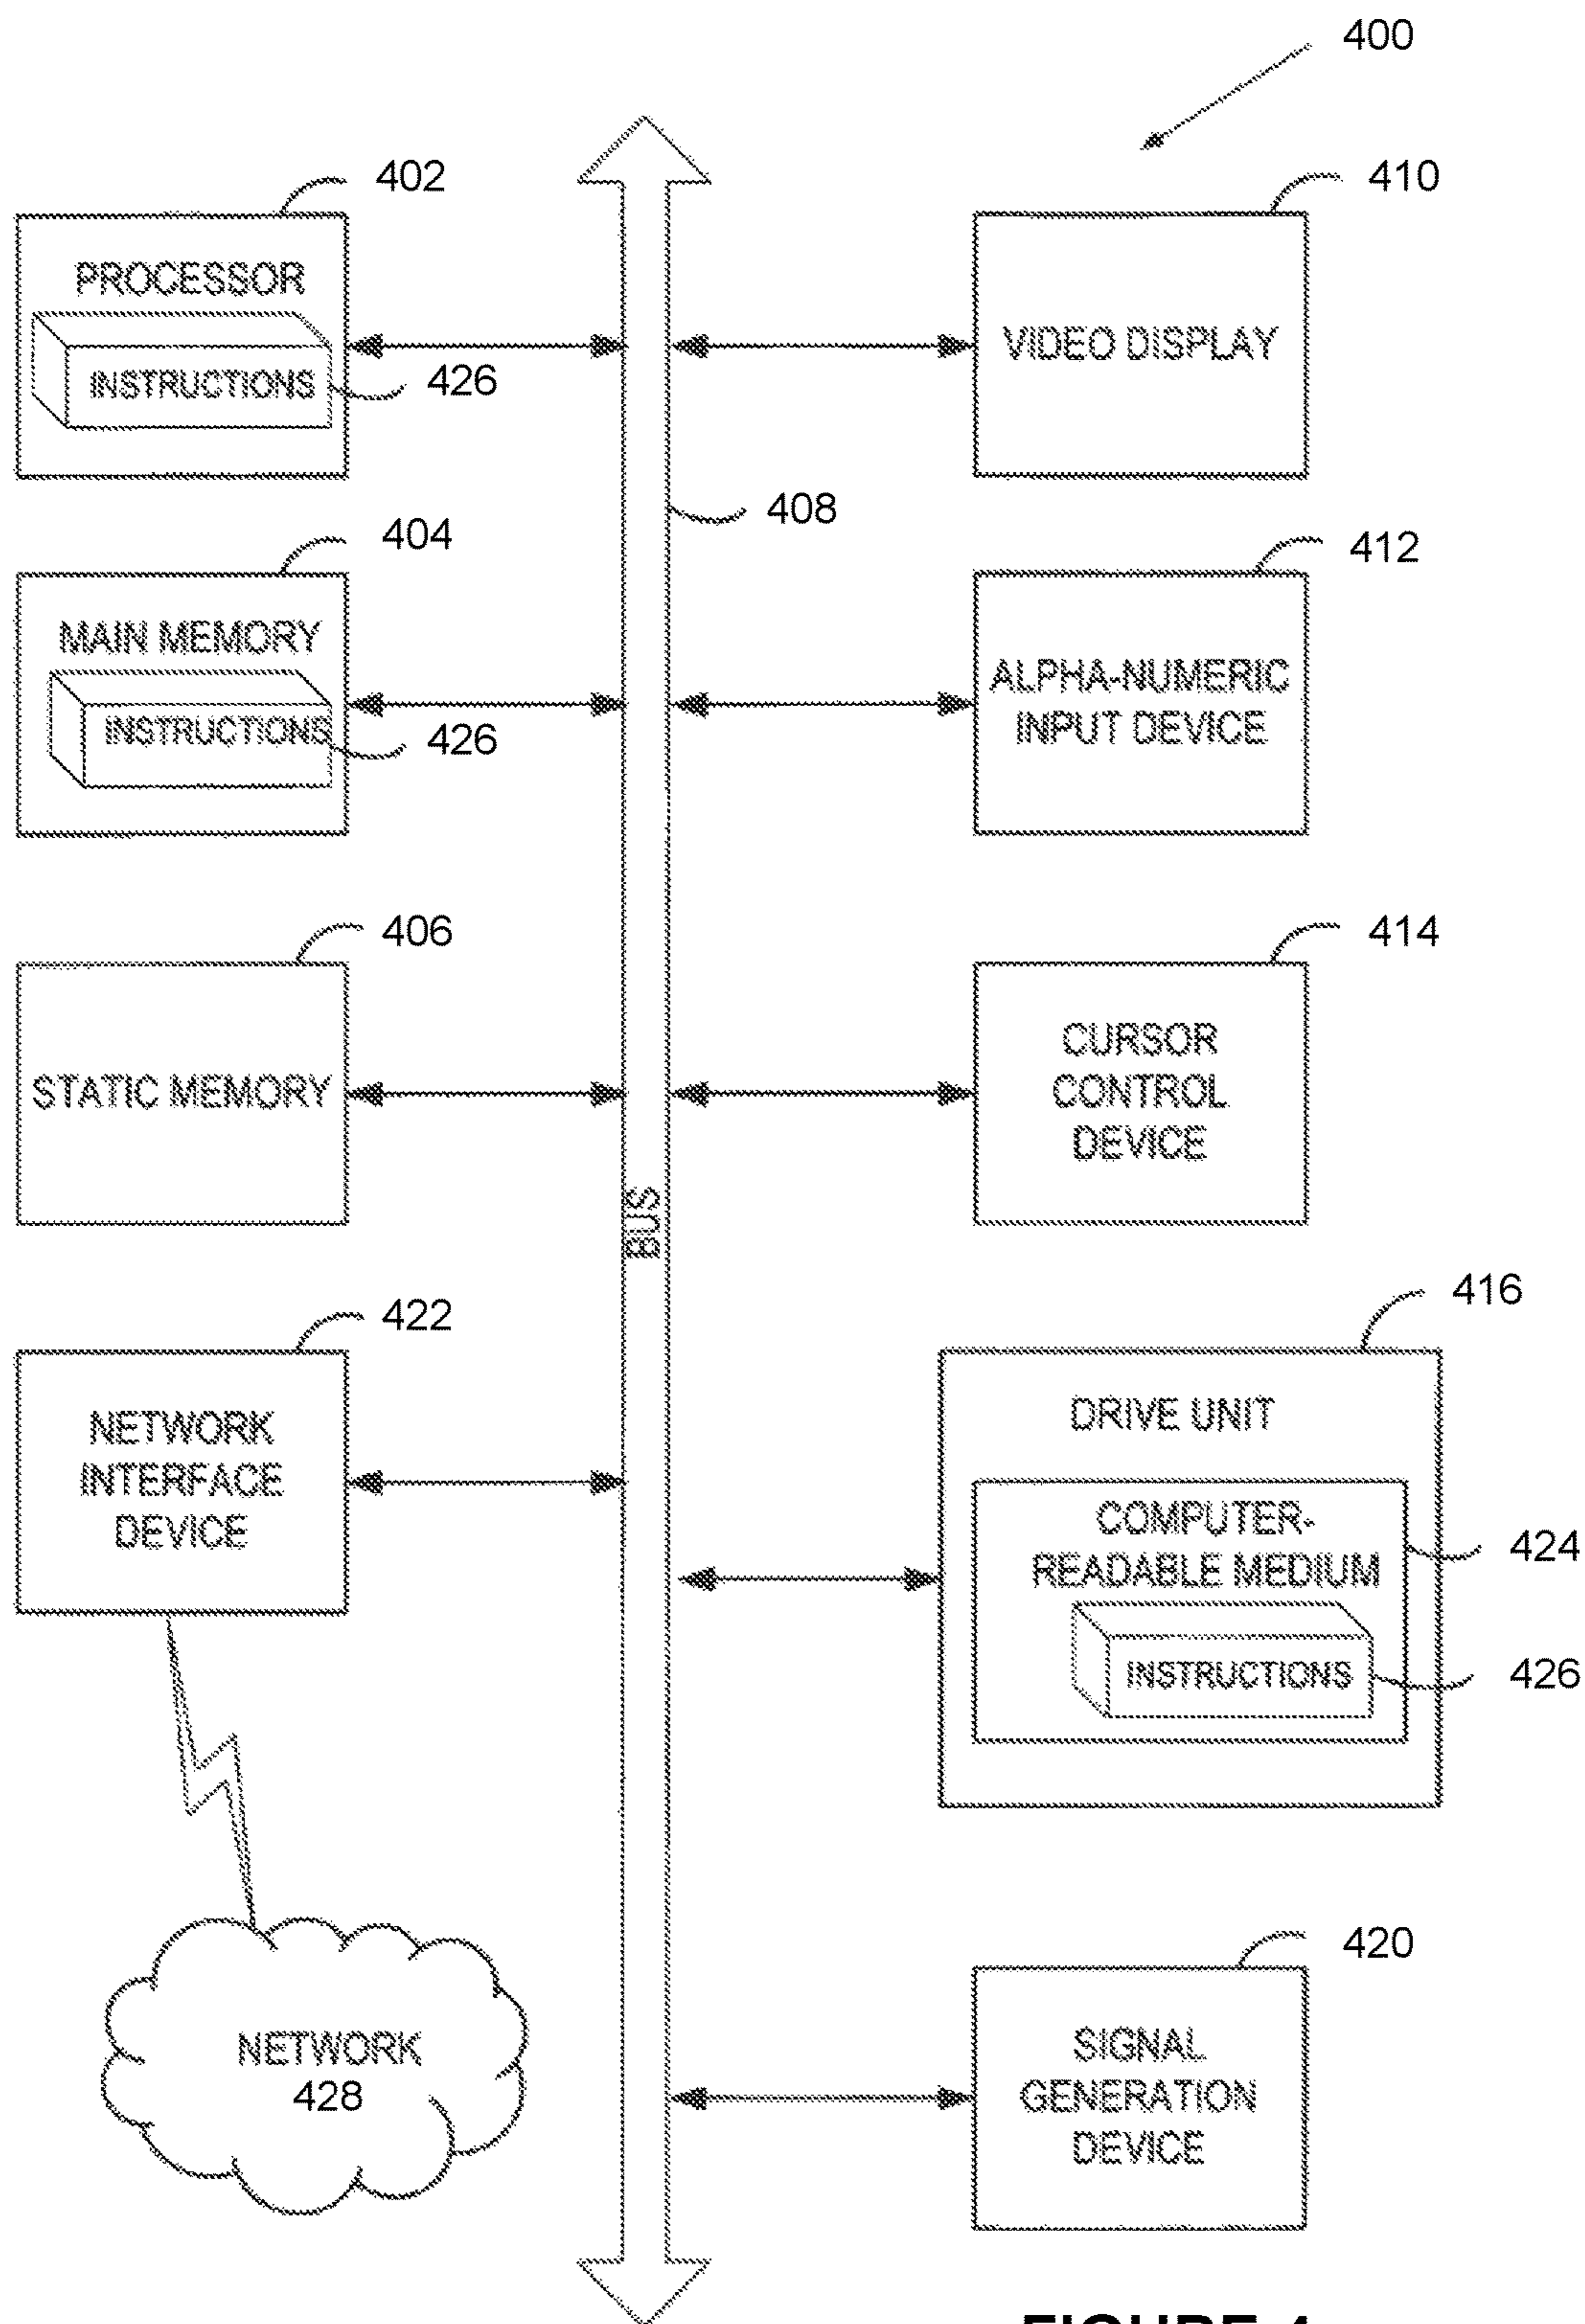 400
402
410
PROCESSOR
INSTRUCTIONS
426
VIDEO DISPLAY
408
404
412
MAIN MEMORY
INSTRUCTIONS
426
ALPHA-NUMERIC
INPUT DEVICE
406
414
STATIC MEMORY
CURSOR
CONTROL
DEVICE
BUS
422
416
NETWORK
INTERFACE
DEVICE
DRIVE UNIT
COMPUTER-
READABLE MEDIUM
424
INSTRUCTIONS
426
NETWORK
428
420
SIGNAL
GENERATION
DEVICE
FIGURE 4